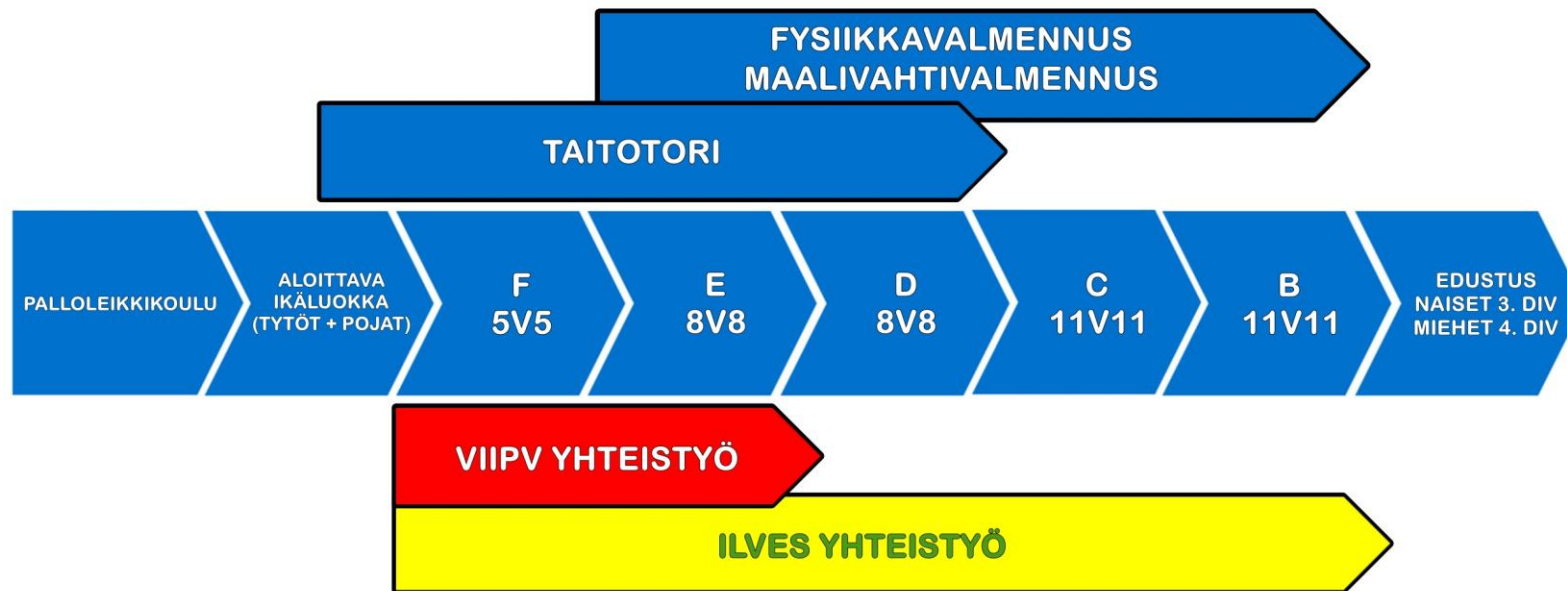 FYSIIKKAVALMENNUS
MAALIVAHTIVALMENNUS
TAITOTORI
PALLOLEIKKIKOULU
ALOITTAVA
IKÄLUOKKA
(TYTÖT + POJAT)
F
5V5
E
8V8
D
8V8
C
11V11
B
11V11
EDUSTUS
NAISET 3. DIV
MIEHET 4. DIV
VIIPV YHTEISTYÖ
ILVES YHTEISTYÖ